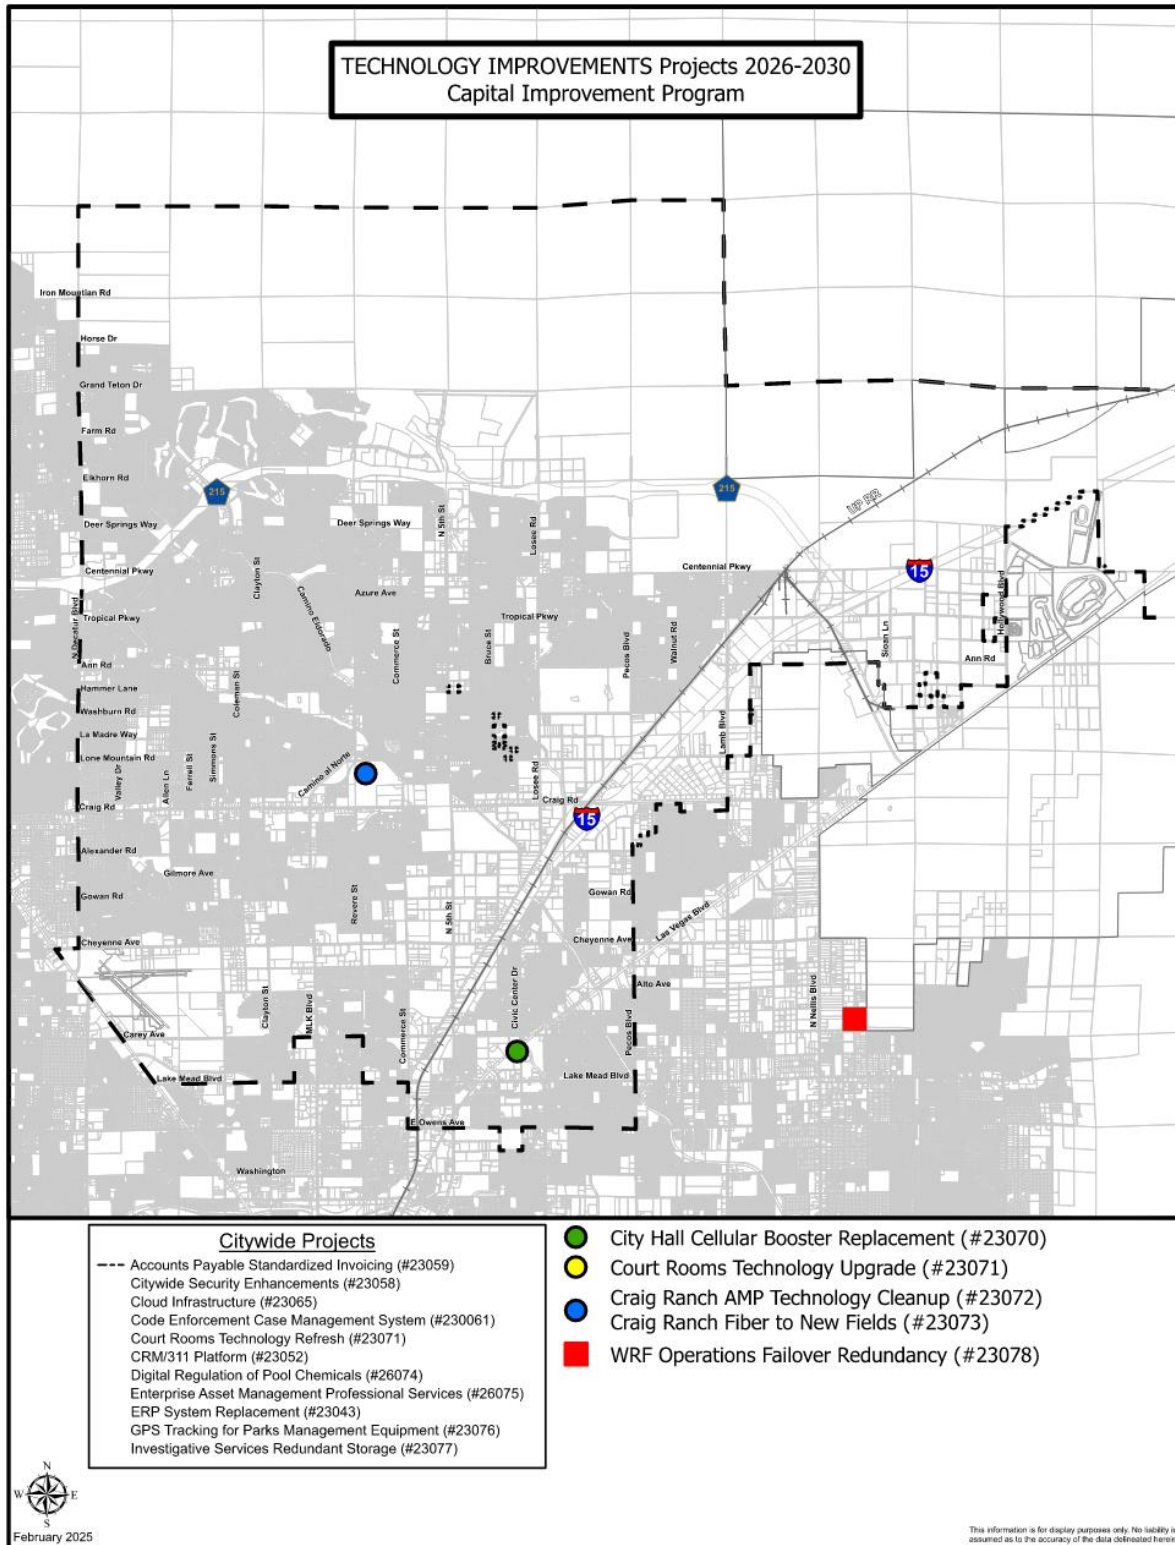 TECHNOLOGY IMPROVEMENTS Projects 2026-2030
Capital Improvement Program
Iron Mountian Rd
Horse Dr
Grand Teton Dr
Farm Rd
Elkhorn Rd
215
215
Deer Springs Way
Deer Springs Way
N 5th St
Losee Rd
UP RR
Centennial Pkwy
Clayton St
Centennial Pkwy
15
N Decatur Blvd
Camino Eldorado
Azure Ave
Hollywood Blvd
Tropical Pkwy
Commerce St
Bruce St
Tropical Pkwy
Pecos Blvd
Walnut Rd
Sloan Ln
Ann Rd
Ann Rd
Hammer Lane
Coleman St
Washburn Rd
La Madre Way
Lamb Blvd
Lone Mountain Rd
Valley Dr
Allen Ln
Ferrell St
Simmons St
Camino al Norte
Losee Rd
Craig Rd
Craig Rd
15
Alexander Rd
Gilmore Ave
Gowan Rd
Revere St
N 5th St
Gowan Rd
Las Vegas Blvd
Cheyenne Ave
Cheyenne Ave
Alto Ave
Clayton St
MLK Blvd
Commerce St
Civic Center Dr
Pecos Blvd
N Nellis Blvd
Carey Ave
Lake Mead Blvd
Lake Mead Blvd
E Owens Ave
Washington
Citywide Projects
Accounts Payable Standardized Invoicing (#23059)
Citywide Security Enhancements (#23058)
Cloud Infrastructure (#23065)
Code Enforcement Case Management System (#230061)
Court Rooms Technology Refresh (#23071)
CRM/311 Platform (#23052)
Digital Regulation of Pool Chemicals (#26074)
Enterprise Asset Management Professional Services (#26075)
ERP System Replacement (#23043)
GPS Tracking for Parks Management Equipment (#23076)
Investigative Services Redundant Storage (#23077)
City Hall Cellular Booster Replacement (#23070)
Court Rooms Technology Upgrade (#23071)
Craig Ranch AMP Technology Cleanup (#23072)
Craig Ranch Fiber to New Fields (#23073)
WRF Operations Failover Redundancy (#23078)
N
W E
S
February 2025
This information is for display purposes only. No liability is
assumed as to the accuracy of the data delineated herein